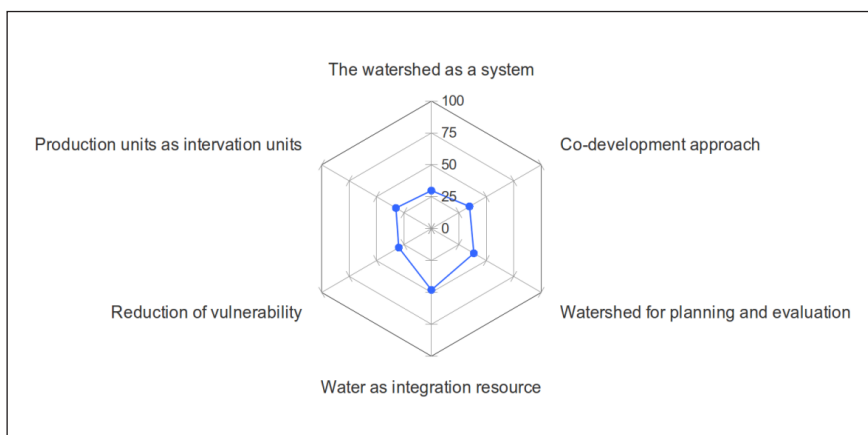 The watershed as a system
100
Production units as intervation units
75
Co-development approach
50
25
0
Reduction of vulnerability
Watershed for planning and evaluation
Water as integration resource